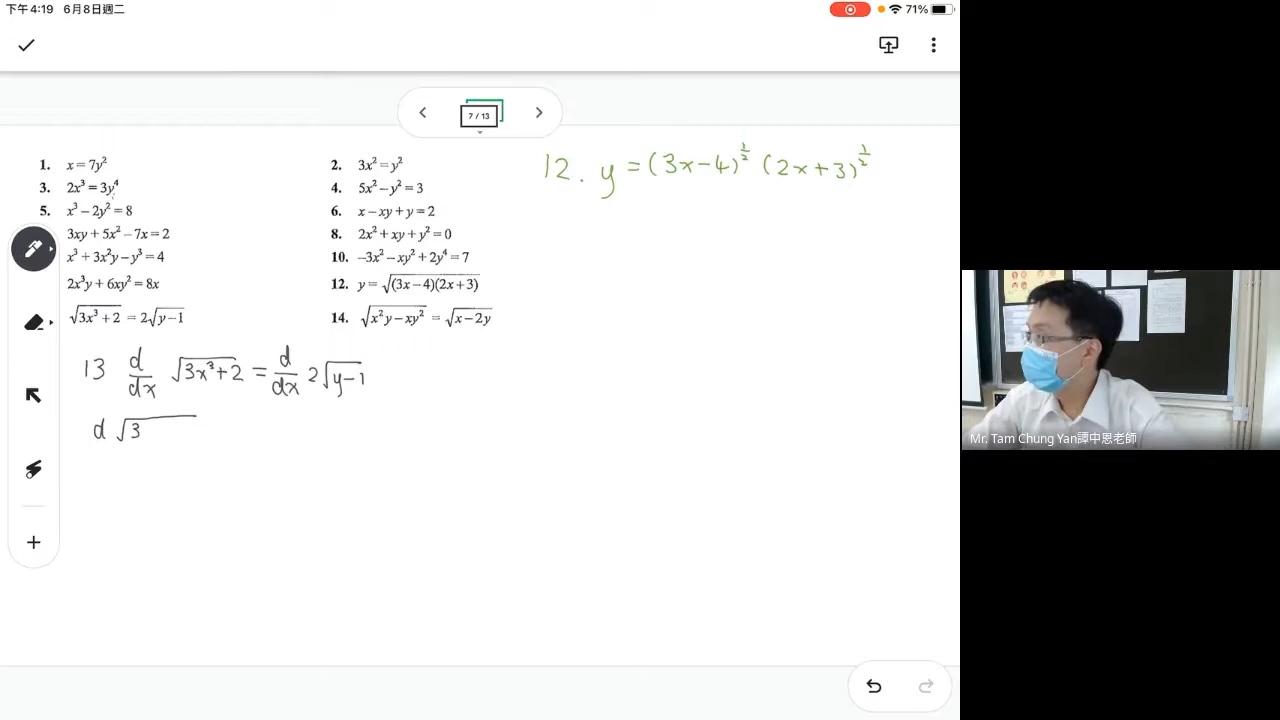 下午4:19 6月8日週二
71%
7 / 13
1. x = 7y²
2. 3x² = y²
3. 2x³ = 3y⁴
4. 5x² − y² = 3
5. x³ − 2y² = 8
6. x − xy + y = 2
3xy + 5x² − 7x = 2
8. 2x² + xy + y² = 0
x³ + 3x²y − y³ = 4
10. −3x² − xy² + 2y⁴ = 7
2x³y + 6xy² = 8x
12. y = √((3x − 4)(2x + 3))
√(3x³ + 2) = 2√(y − 1)
14. √(x²y − xy²) = √(x − 2y)
12. y = (3x − 4)^(1/2) (2x + 3)^(1/2)
13 d/dx √(3x³ + 2) = d/dx 2√(y − 1)
d √3
Mr. Tam Chung Yan譚中恩老師